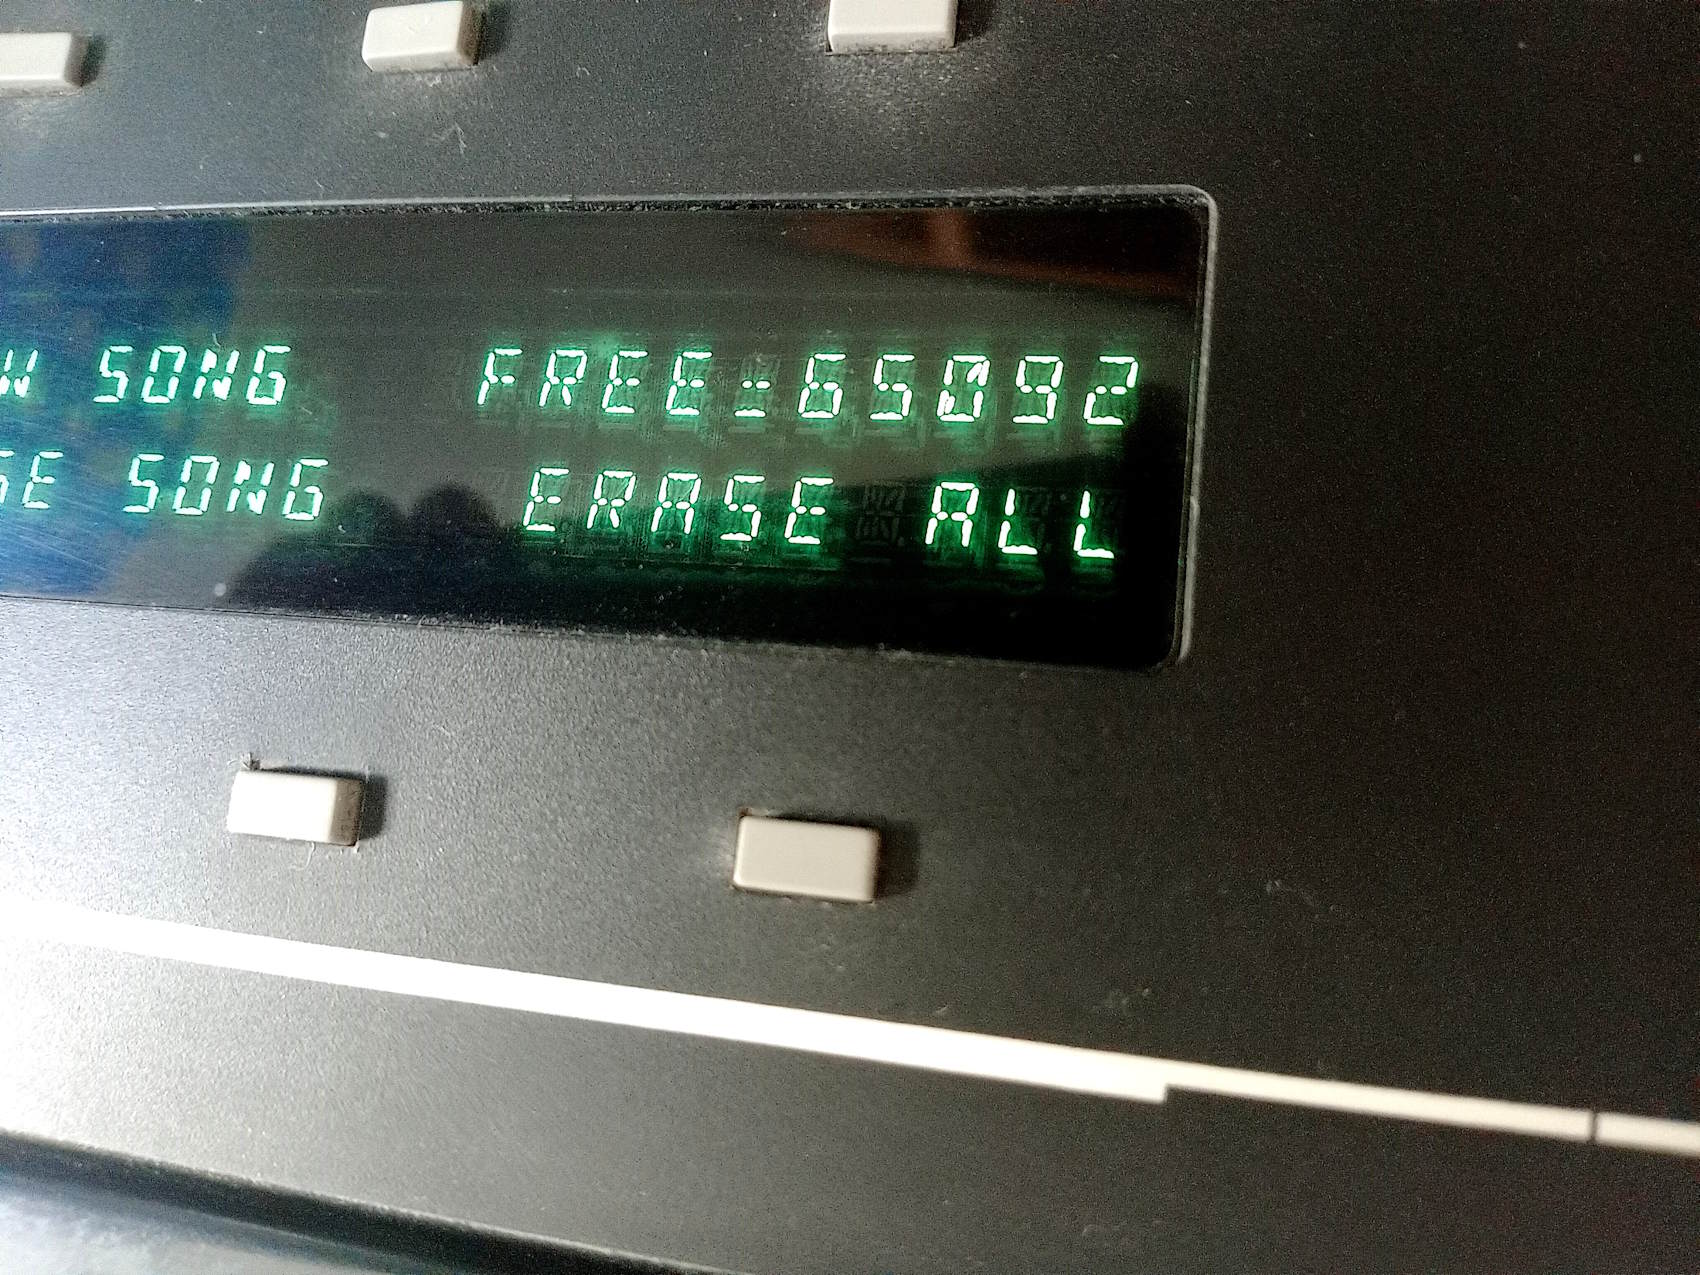 SONG FREE=65092
SONG ERASE ALL